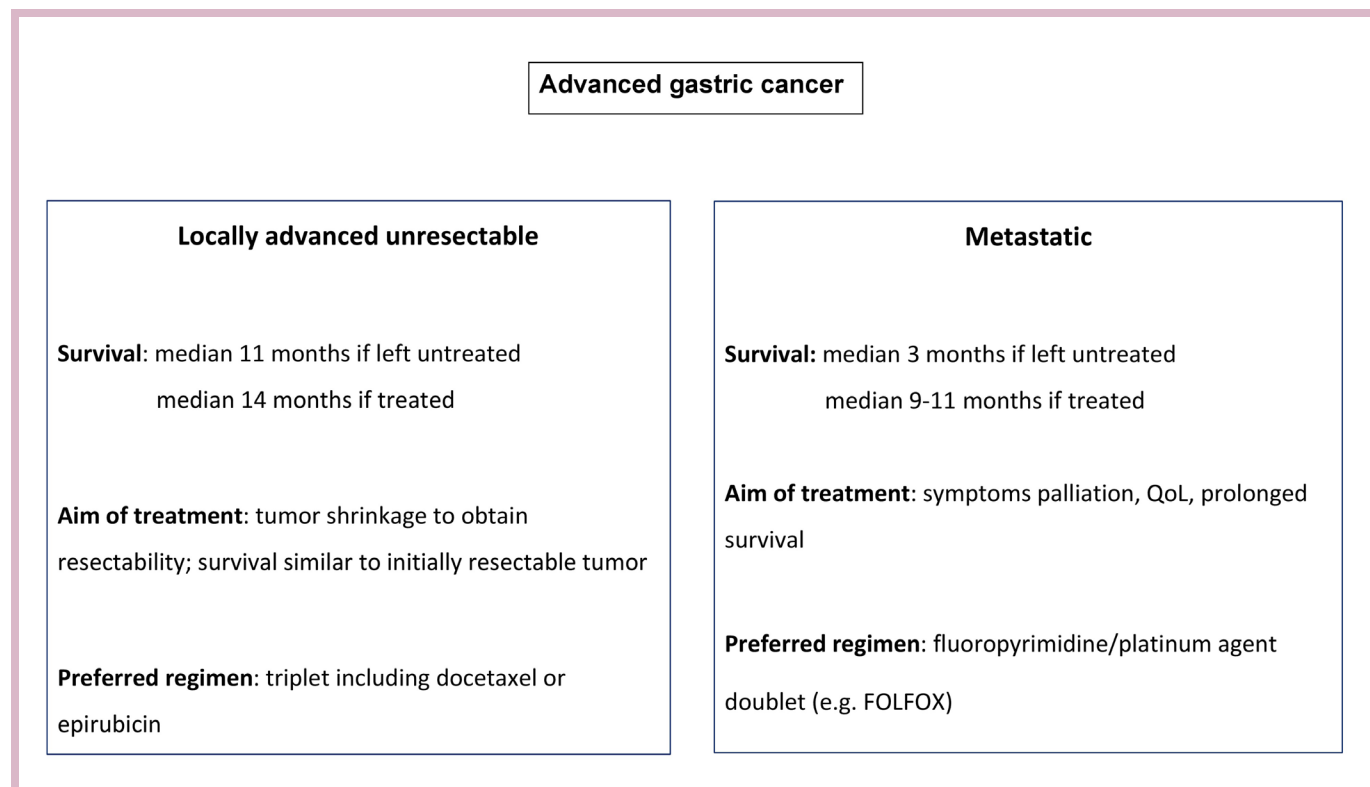 Advanced gastric cancer
Locally advanced unresectable
Survival: median 11 months if left untreated
median 14 months if treated
Aim of treatment: tumor shrinkage to obtain
resectability; survival similar to initially resectable tumor
Preferred regimen: triplet including docetaxel or
epirubicin
Metastatic
Survival: median 3 months if left untreated
median 9-11 months if treated
Aim of treatment: symptoms palliation, QoL, prolonged
survival
Preferred regimen: fluoropyrimidine/platinum agent
doublet (e.g. FOLFOX)